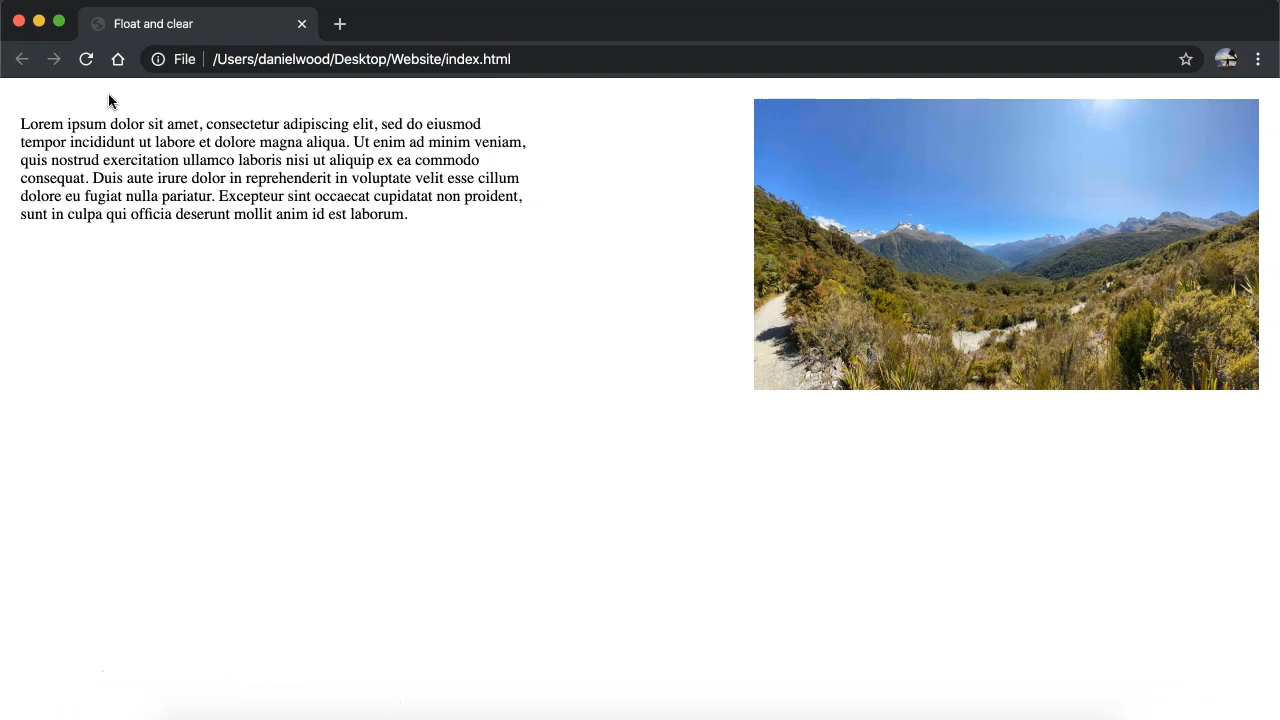 Float and clear
File
/Users/danielwood/Desktop/Website/index.html
Lorem ipsum dolor sit amet, consectetur adipiscing elit, sed do eiusmod
tempor incididunt ut labore et dolore magna aliqua. Ut enim ad minim veniam,
quis nostrud exercitation ullamco laboris nisi ut aliquip ex ea commodo
consequat. Duis aute irure dolor in reprehenderit in voluptate velit esse cillum
dolore eu fugiat nulla pariatur. Excepteur sint occaecat cupidatat non proident,
sunt in culpa qui officia deserunt mollit anim id est laborum.